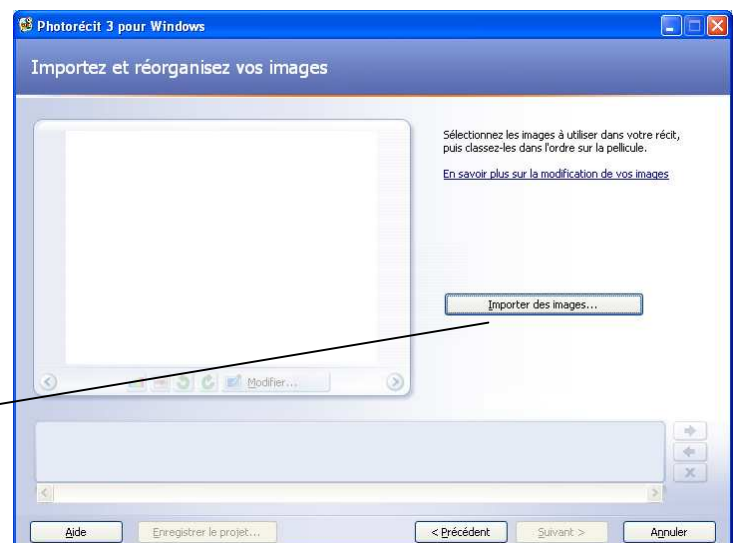 Photorécit 3 pour Windows
Importez et réorganisez vos images
Sélectionnez les images à utiliser dans votre récit,
puis classez-les dans l'ordre sur la pellicule.
En savoir plus sur la modification de vos images
Importer des images...
Modifier...
Aide
Enregistrer le projet...
< Précédent
Suivant >
Annuler